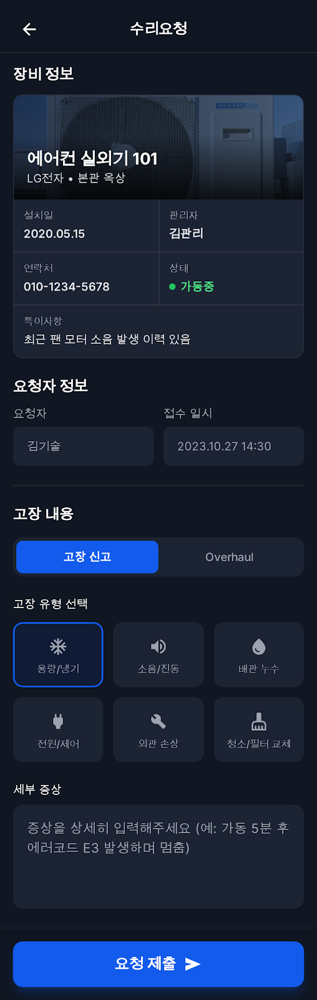 수리요청
장비 정보
에어컨 실외기 101
LG전자 • 본관 옥상
설치일
관리자
2020.05.15
김관리
연락처
상태
010-1234-5678
가동중
특이사항
최근 팬 모터 소음 발생 이력 있음
요청자 정보
요청자
접수 일시
김기술
2023.10.27 14:30
고장 내용
고장 신고
Overhaul
고장 유형 선택
용량/냉기
소음/진동
배관 누수
전원/제어
외관 손상
청소/필터 교체
세부 증상
증상을 상세히 입력해주세요 (예: 가동 5분 후
에러코드 E3 발생하며 멈춤)
요청 제출